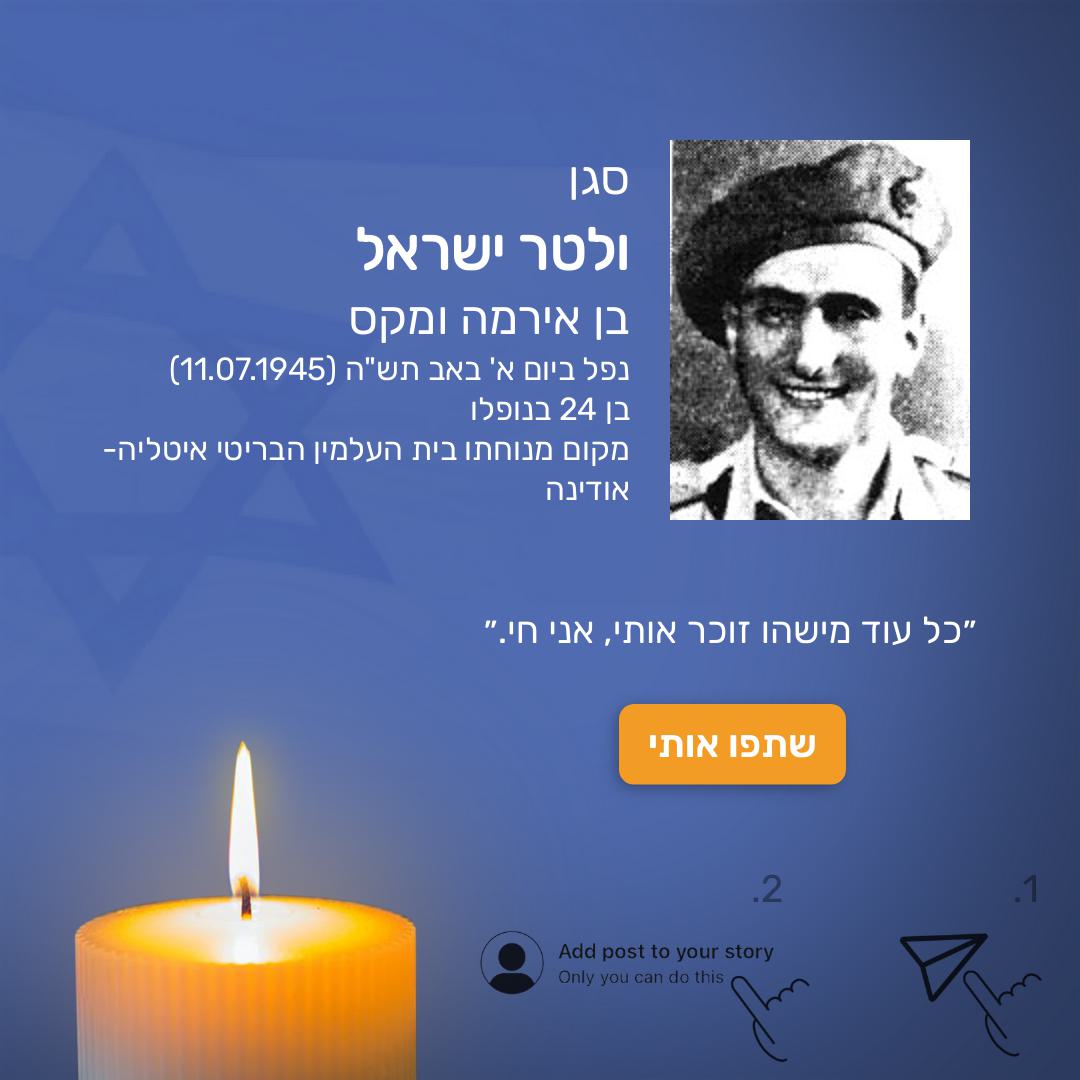 סגן
ולטר ישראל
בן אירמה ומקס
נפל ביום א' באב תש"ה (11.07.1945)
בן 24 בנופלו
מקום מנוחתו בית העלמין הבריטי איטליה-
אודינה
״כל עוד מישהו זוכר אותי, אני חי.״
שתפו אותי
1.
2.
Add post to your story
Only you can do this